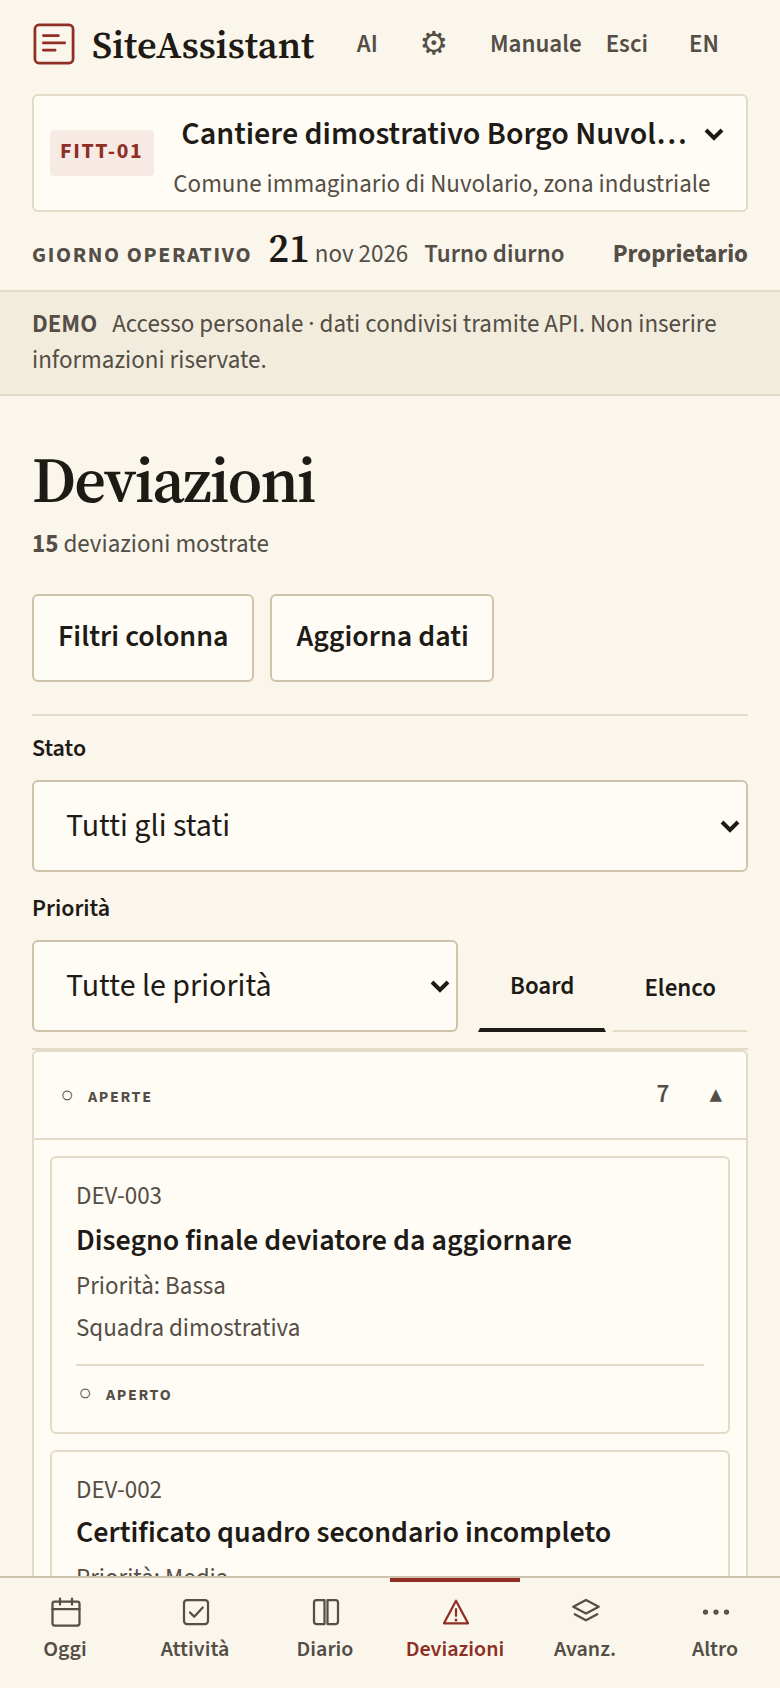 SiteAssistant AI ⚙ Manuale Esci EN
FITT-01 Cantiere dimostrativo Borgo Nuvol…
Comune immaginario di Nuvolario, zona industriale
GIORNO OPERATIVO 21 nov 2026 Turno diurno Proprietario
DEMO Accesso personale · dati condivisi tramite API. Non inserire
informazioni riservate.
Deviazioni
15 deviazioni mostrate
Filtri colonna Aggiorna dati
Stato
Tutti gli stati
Priorità
Tutte le priorità Board Elenco
○ APERTE 7 ▲
DEV-003
Disegno finale deviatore da aggiornare
Priorità: Bassa
Squadra dimostrativa
○ APERTO
DEV-002
Certificato quadro secondario incompleto
Priorità: Media
Oggi Attività Diario Deviazioni Avanz. Altro